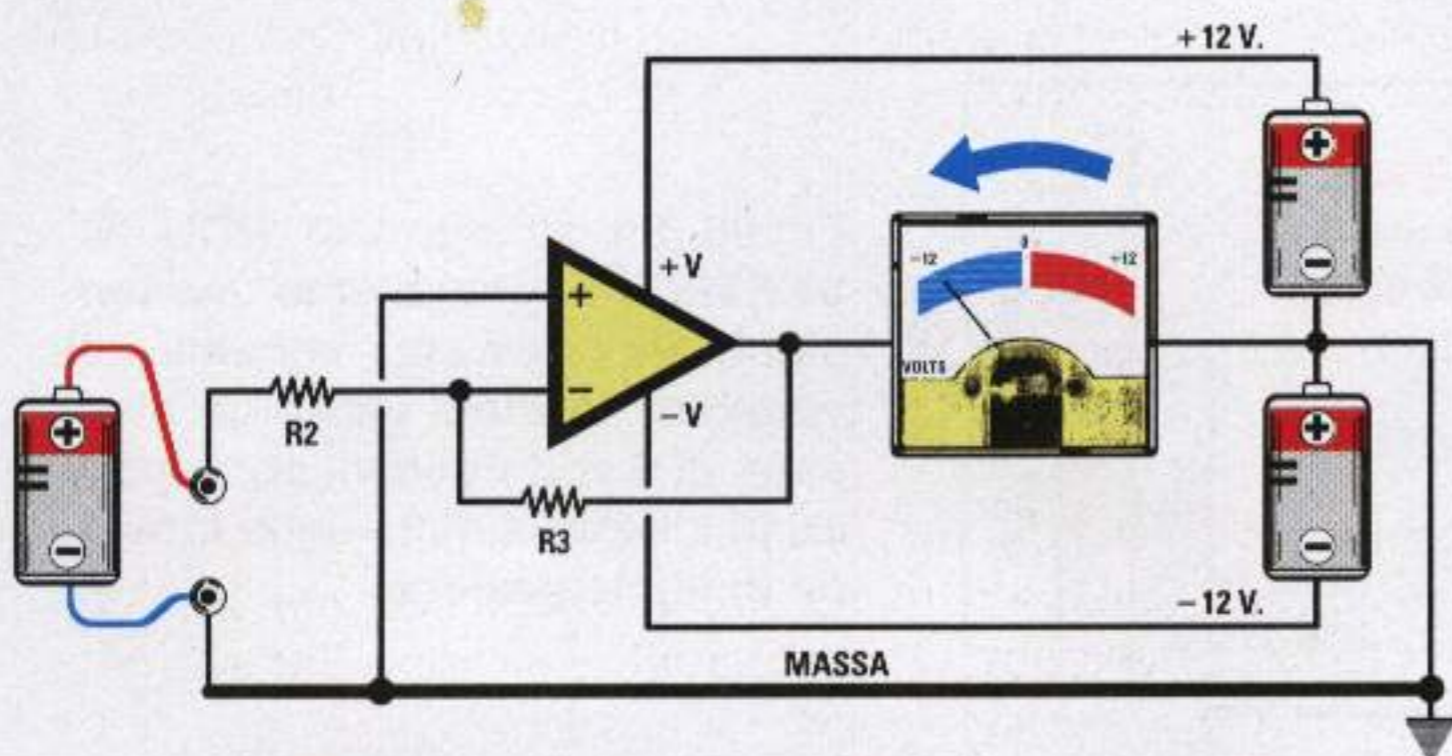 +12 V.
+V
-12 0 +12
VOLTS
+
−
R2
−V
R3
−12 V.
MASSA
+
−
+
−
+
−